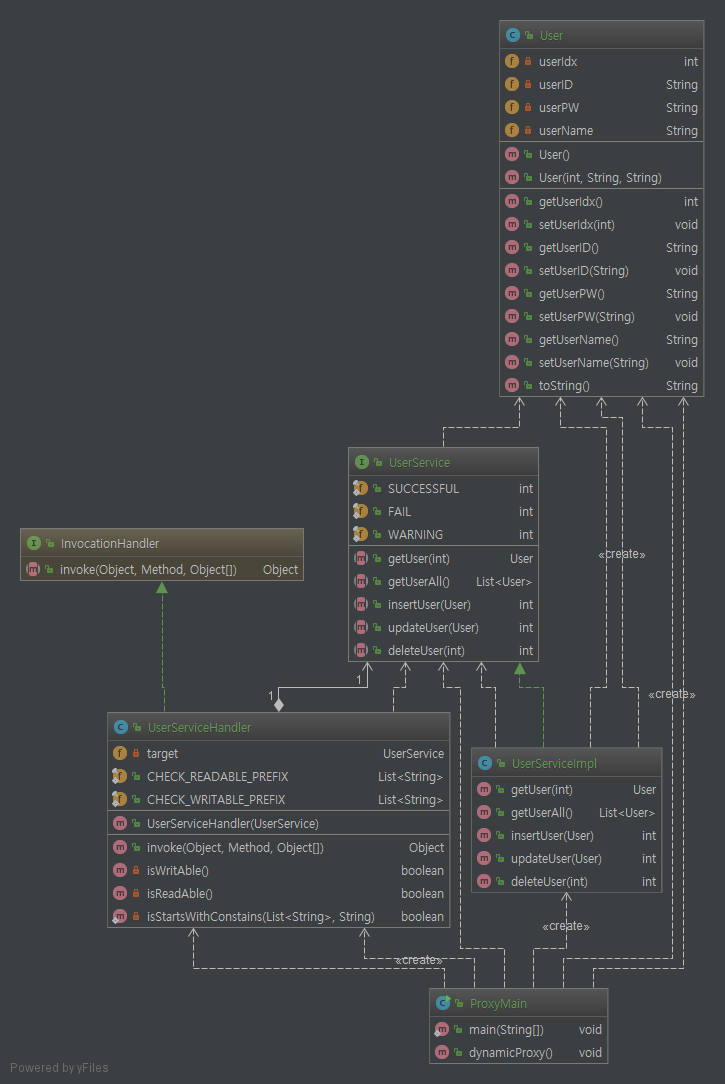 User
userIdx int
userID String
userPW String
userName String
User()
User(int, String, String)
getUserIdx() int
setUserIdx(int) void
getUserID() String
setUserID(String) void
getUserPW() String
setUserPW(String) void
getUserName() String
setUserName(String) void
toString() String
UserService
SUCCESSFUL int
FAIL int
WARNING int
getUser(int) User
getUserAll() List<User>
insertUser(User) int
updateUser(User) int
deleteUser(int) int
«create»
InvocationHandler
invoke(Object, Method, Object[]) Object
1
1
«create»
UserServiceHandler
target UserService
CHECK_READABLE_PREFIX List<String>
CHECK_WRITABLE_PREFIX List<String>
UserServiceHandler(UserService)
invoke(Object, Method, Object[]) Object
isWritAble() boolean
isReadAble() boolean
isStartsWithConstains(List<String>, String) boolean
UserServiceImpl
getUser(int) User
getUserAll() List<User>
insertUser(User) int
updateUser(User) int
deleteUser(int) int
«create»
«create»
ProxyMain
main(String[]) void
dynamicProxy() void
Powered by yFiles